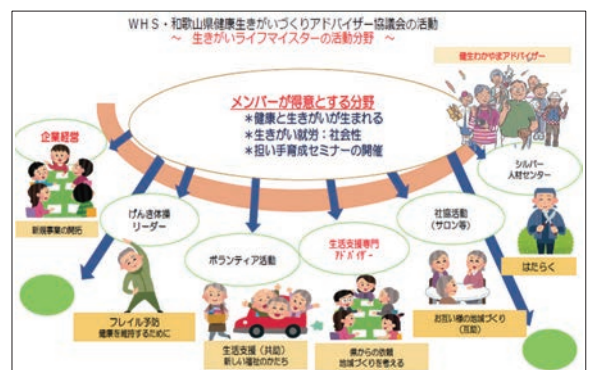 WHS・和歌山県健康生きがいづくりアドバイザー協議会の活動
～ 生きがいライフマイスターの活動分野 ～
健生わかやまアドバイザー
メンバーが得意とする分野
＊健康と生きがいが生まれる
＊生きがい就労：社会性
＊担い手育成セミナーの開催
企業経営
新規事業の開拓
げんき体操
リーダー
フレイル予防
健康を維持するために
ボランティア活動
生活支援（共助）
新しい福祉のかたち
生活支援専門
アドバイザー
県からの依頼
地域づくりを考える
社協活動
（サロン等）
お互い様の地域づくり
（互助）
シルバー
人材センター
はたらく